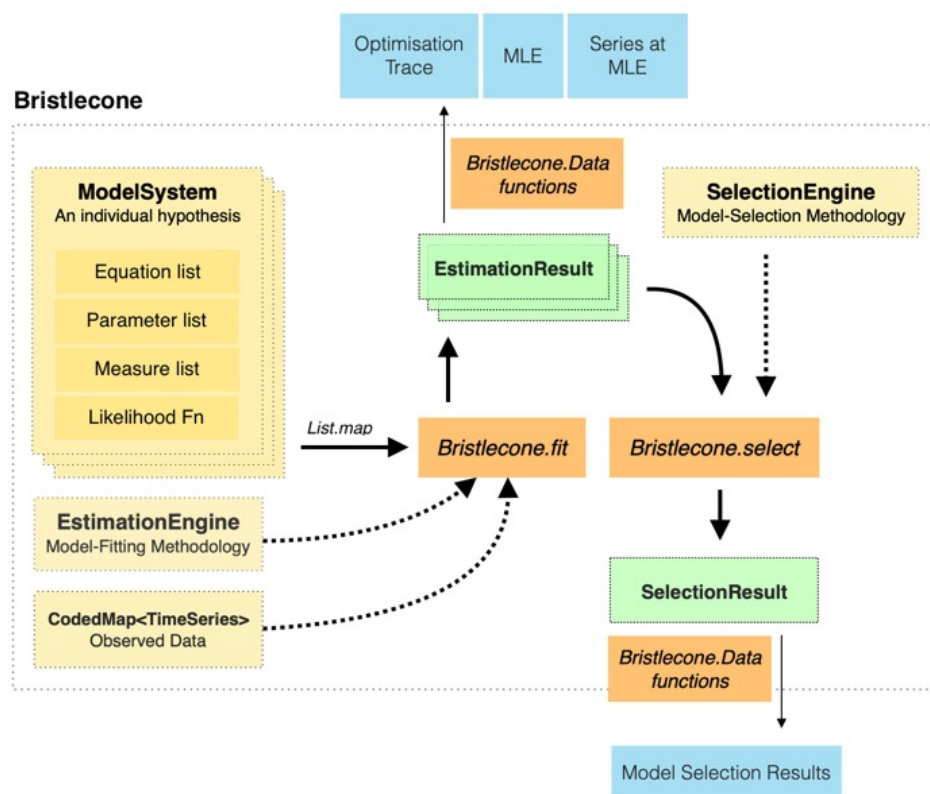 Optimisation
Trace
MLE
Series at
MLE
Bristlecone
Bristlecone.Data
functions
ModelSystem
An individual hypothesis
Equation list
Parameter list
Measure list
Likelihood Fn
SelectionEngine
Model-Selection Methodology
EstimationResult
List.map
Bristlecone.fit
Bristlecone.select
EstimationEngine
Model-Fitting Methodology
CodedMap<TimeSeries>
Observed Data
SelectionResult
Bristlecone.Data
functions
Model Selection Results